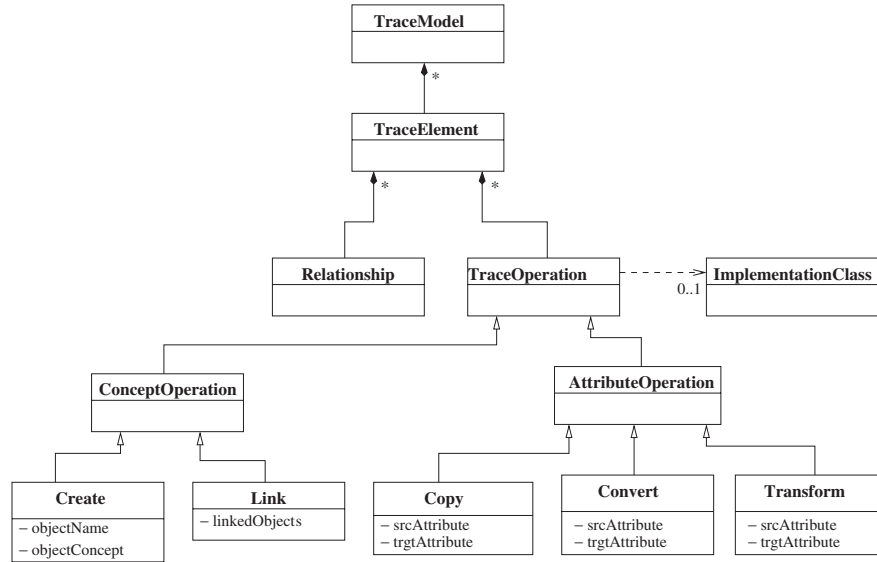 TraceModel
*
TraceElement
*
*
Relationship
TraceOperation
0..1
ImplementationClass
ConceptOperation
AttributeOperation
Create
– objectName
– objectConcept
Link
– linkedObjects
Copy
– srcAttribute
– trgtAttribute
Convert
– srcAttribute
– trgtAttribute
Transform
– srcAttribute
– trgtAttribute